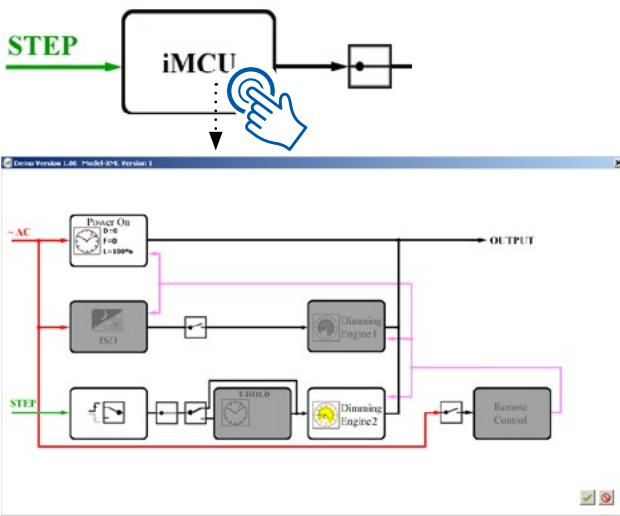 STEP
iMCU
Demo Version 1.06 Model-XML Version 1
~ AC
Power On
D=0
F=0
L=100%
OUTPUT
ISD
Dimming
Engine1
STEP
T-HOLD
Dimming
Engine2
Remote
Control